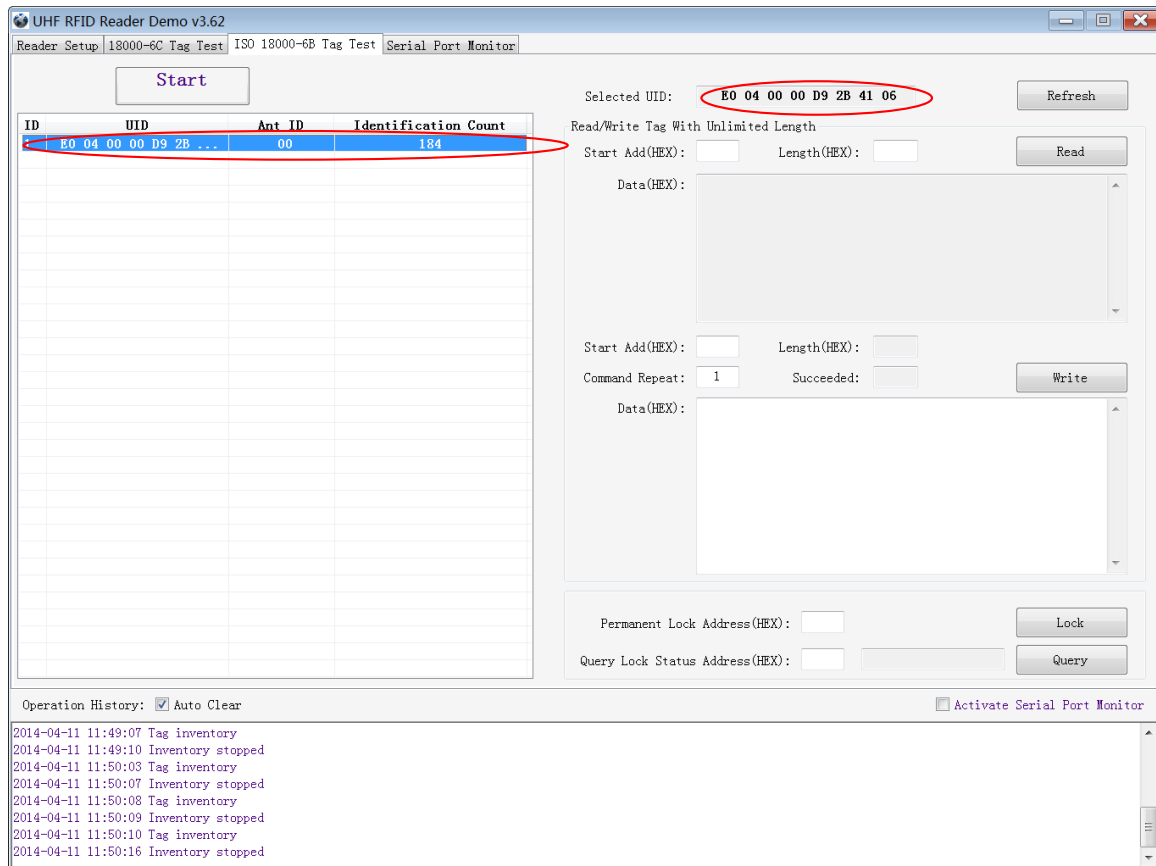 UHF RFID Reader Demo v3.62
Reader Setup 18000-6C Tag Test ISO 18000-6B Tag Test Serial Port Monitor
Start
Selected UID: E0 04 00 00 D9 2B 41 06 Refresh
ID UID Ant ID Identification Count
1 E0 04 00 00 D9 2B ... 00 184
Read/Write Tag With Unlimited Length
Start Add(HEX): Length(HEX): Read
Data(HEX):
Start Add(HEX): Length(HEX):
Command Repeat: 1 Succeeded: Write
Data(HEX):
Permanent Lock Address(HEX): Lock
Query Lock Status Address(HEX): Query
Operation History: Auto Clear Activate Serial Port Monitor
2014-04-11 11:49:07 Tag inventory
2014-04-11 11:49:10 Inventory stopped
2014-04-11 11:50:03 Tag inventory
2014-04-11 11:50:07 Inventory stopped
2014-04-11 11:50:08 Tag inventory
2014-04-11 11:50:09 Inventory stopped
2014-04-11 11:50:10 Tag inventory
2014-04-11 11:50:16 Inventory stopped